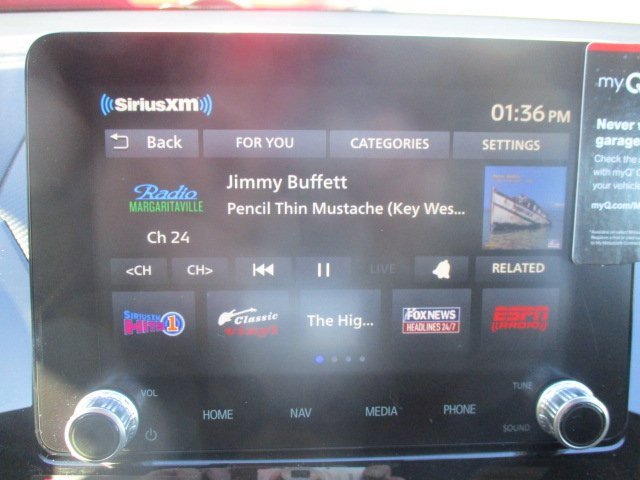 SiriusXM
01:36 PM
Back
FOR YOU
CATEGORIES
SETTINGS
Radio
MARGARITAVILLE
Jimmy Buffett
Pencil Thin Mustache (Key Wes...
Ch 24
<CH
CH>
LIVE
RELATED
SIRIUSXM
HITS 1
Classic
vinyl
The Hig...
FOX NEWS
HEADLINES 24/7
ESPN
RADIO
VOL
TUNE
HOME
NAV
MEDIA
PHONE
SOUND
myQ
Never
garage
Check the
with myQ
your vehicle
myQ.com/M